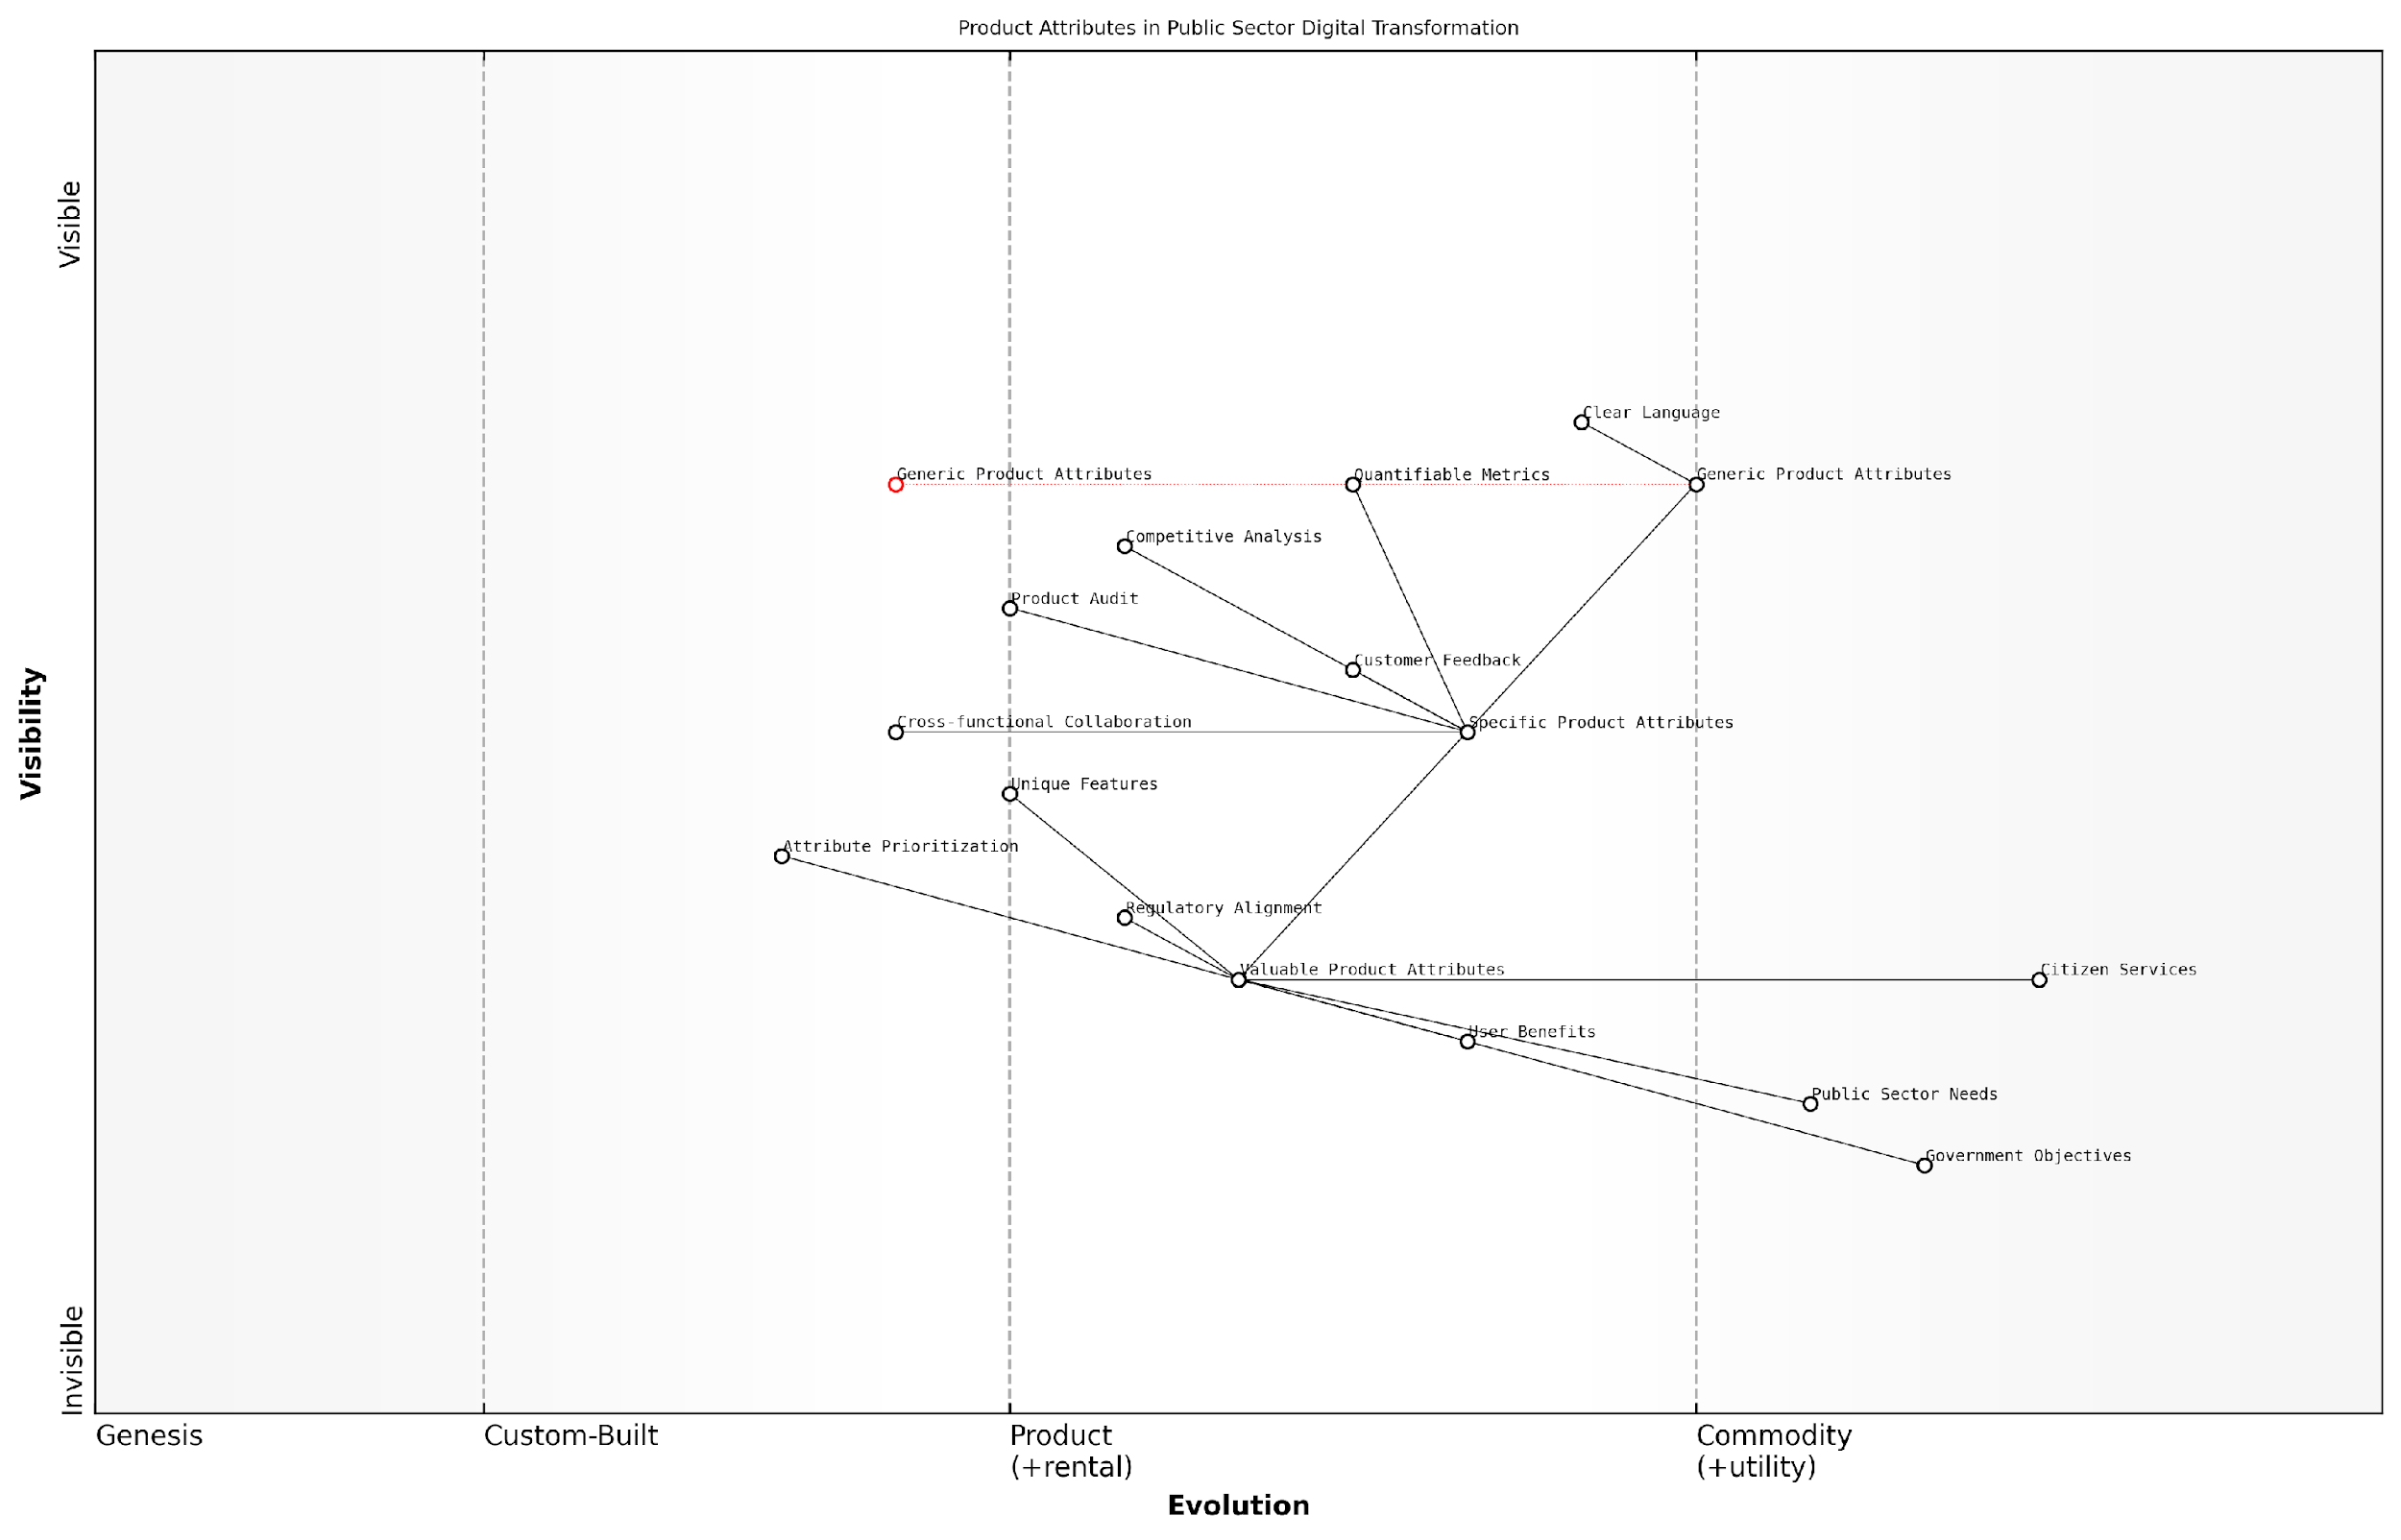 Product Attributes in Public Sector Digital Transformation
Visible
Clear Language
Generic Product Attributes
Quantifiable Metrics
Generic Product Attributes
Competitive Analysis
Product Audit
Customer Feedback
Cross-functional Collaboration
Specific Product Attributes
Visibility
Unique Features
Attribute Prioritization
Regulatory Alignment
Valuable Product Attributes
Citizen Services
User Benefits
Public Sector Needs
Government Objectives
Invisible
Genesis
Custom-Built
Product
(+rental)
Commodity
(+utility)
Evolution